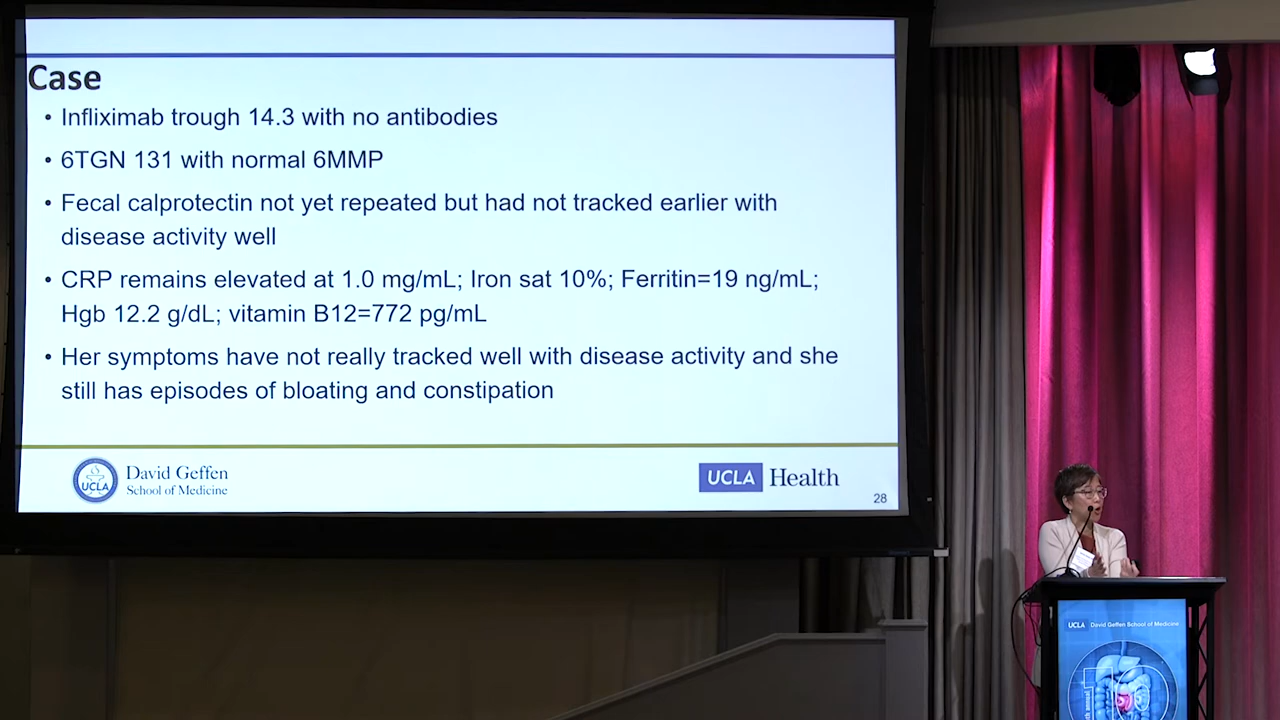 Case
• Infliximab trough 14.3 with no antibodies
• 6TGN 131 with normal 6MMP
• Fecal calprotectin not yet repeated but had not tracked earlier with
disease activity well
• CRP remains elevated at 1.0 mg/mL; Iron sat 10%; Ferritin=19 ng/mL;
Hgb 12.2 g/dL; vitamin B12=772 pg/mL
• Her symptoms have not really tracked well with disease activity and she
still has episodes of bloating and constipation
UCLA
David Geffen
School of Medicine
UCLA Health
28
UCLA David Geffen School of Medicine